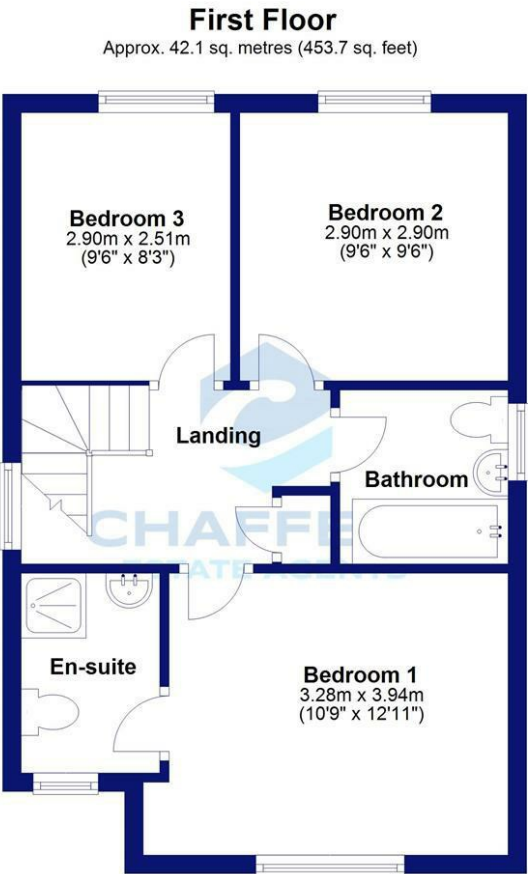 First Floor
Approx. 42.1 sq. metres (453.7 sq. feet)
Bedroom 3
2.90m x 2.51m
(9'6" x 8'3")
Bedroom 2
2.90m x 2.90m
(9'6" x 9'6")
Landing
Bathroom
CHAFFE
ESTATE AGENTS
En-suite
Bedroom 1
3.28m x 3.94m
(10'9" x 12'11")